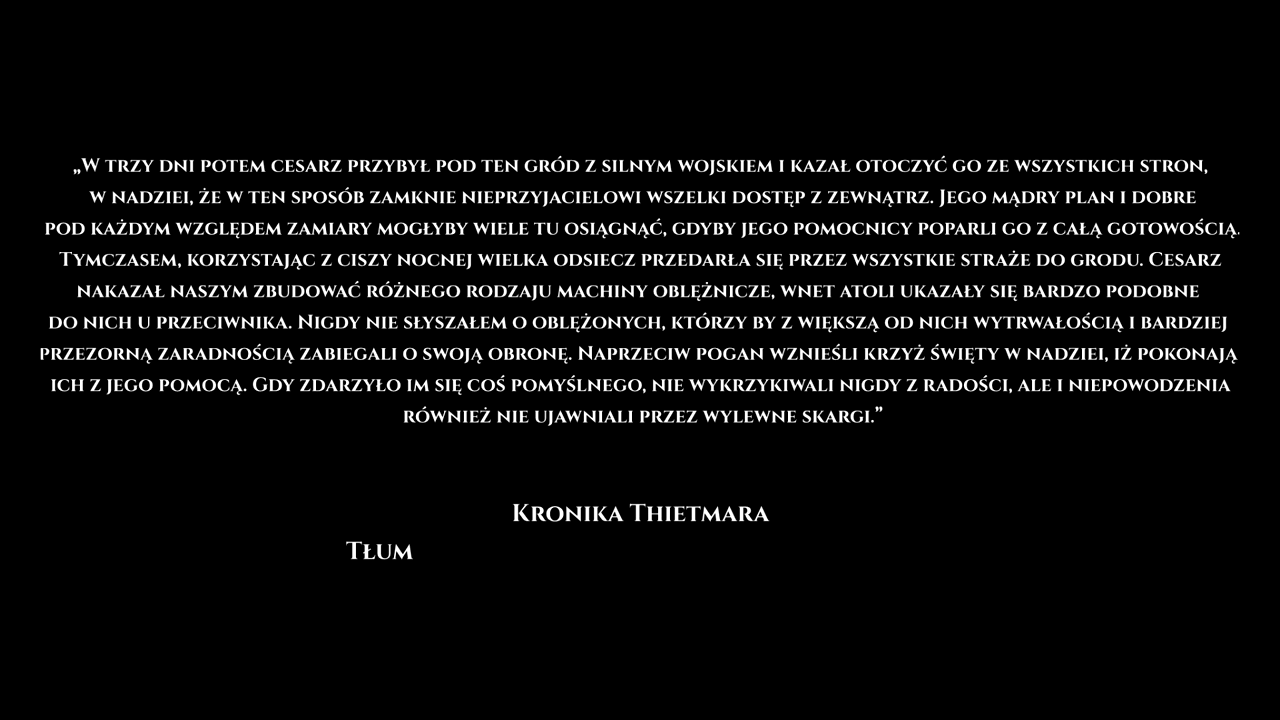 „W trzy dni potem cesarz przybył pod ten gród z silnym wojskiem i kazał otoczyć go ze wszystkich stron,
w nadziei, że w ten sposób zamknie nieprzyjacielowi wszelki dostęp z zewnątrz. Jego mądry plan i dobre
pod każdym względem zamiary mogłyby wiele tu osiągnąć, gdyby jego pomocnicy poparli go z całą gotowością.
Tymczasem, korzystając z ciszy nocnej wielka odsiecz przedarła się przez wszystkie straże do grodu. Cesarz
nakazał naszym zbudować różnego rodzaju machiny oblężnicze, wnet atoli ukazały się bardzo podobne
do nich u przeciwnika. Nigdy nie słyszałem o oblężonych, którzy by z większą od nich wytrwałością i bardziej
przezorną zaradnością zabiegali o swoją obronę. Naprzeciw pogan wznieśli krzyż święty w nadziei, iż pokonają
ich z jego pomocą. Gdy zdarzyło im się coś pomyślnego, nie wykrzykiwali nigdy z radości, ale i niepowodzenia
również nie ujawniali przez wylewne skargi.”
Kronika Thietmara
Tłum